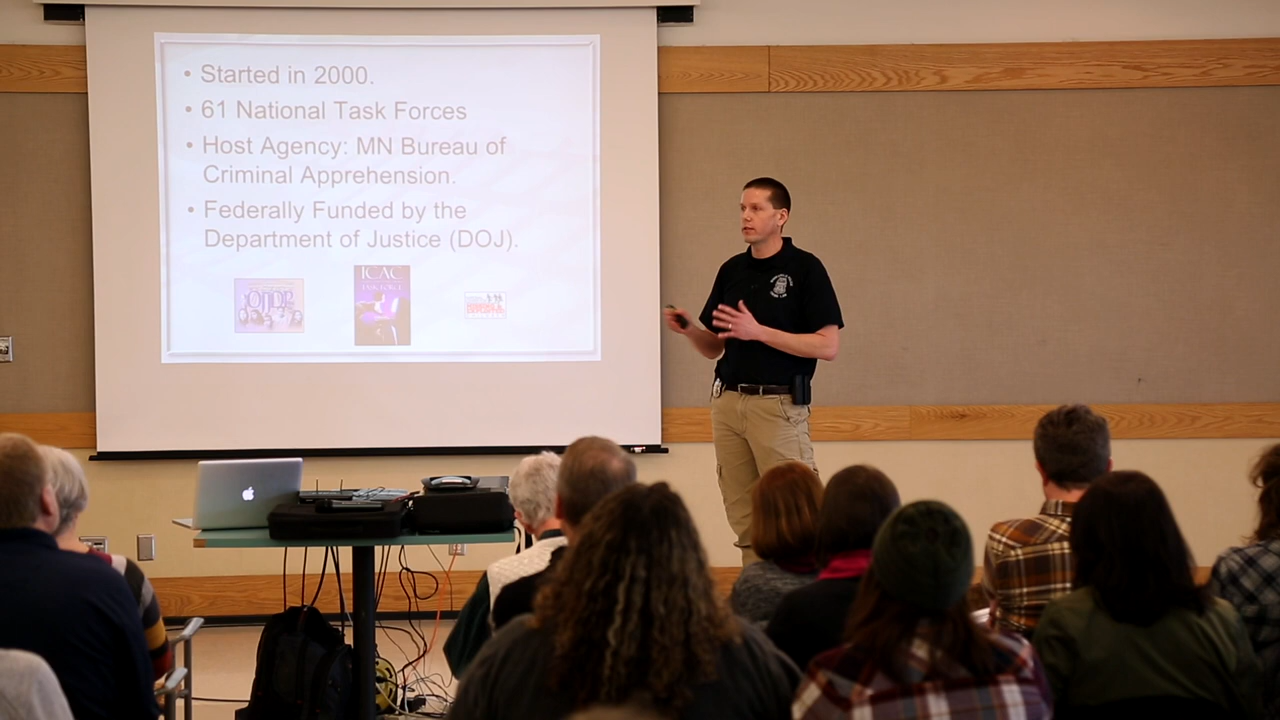 • Started in 2000.
• 61 National Task Forces
• Host Agency: MN Bureau of
Criminal Apprehension.
• Federally Funded by the
Department of Justice (DOJ).
OJJDP
ICAC
TASK FORCE